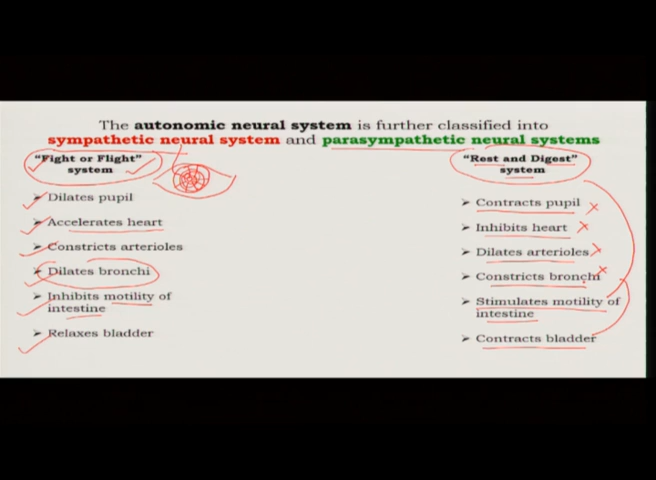 The autonomic neural system is further classified into
sympathetic neural system and parasympathetic neural systems
"Fight or Flight"
system
➢ Dilates pupil
➢ Accelerates heart
➢ Constricts arterioles
➢ Dilates bronchi
➢ Inhibits motility of
intestine
➢ Relaxes bladder
"Rest and Digest"
system
➢ Contracts pupil
➢ Inhibits heart
➢ Dilates arterioles
➢ Constricts bronchi
➢ Stimulates motility of
intestine
➢ Contracts bladder